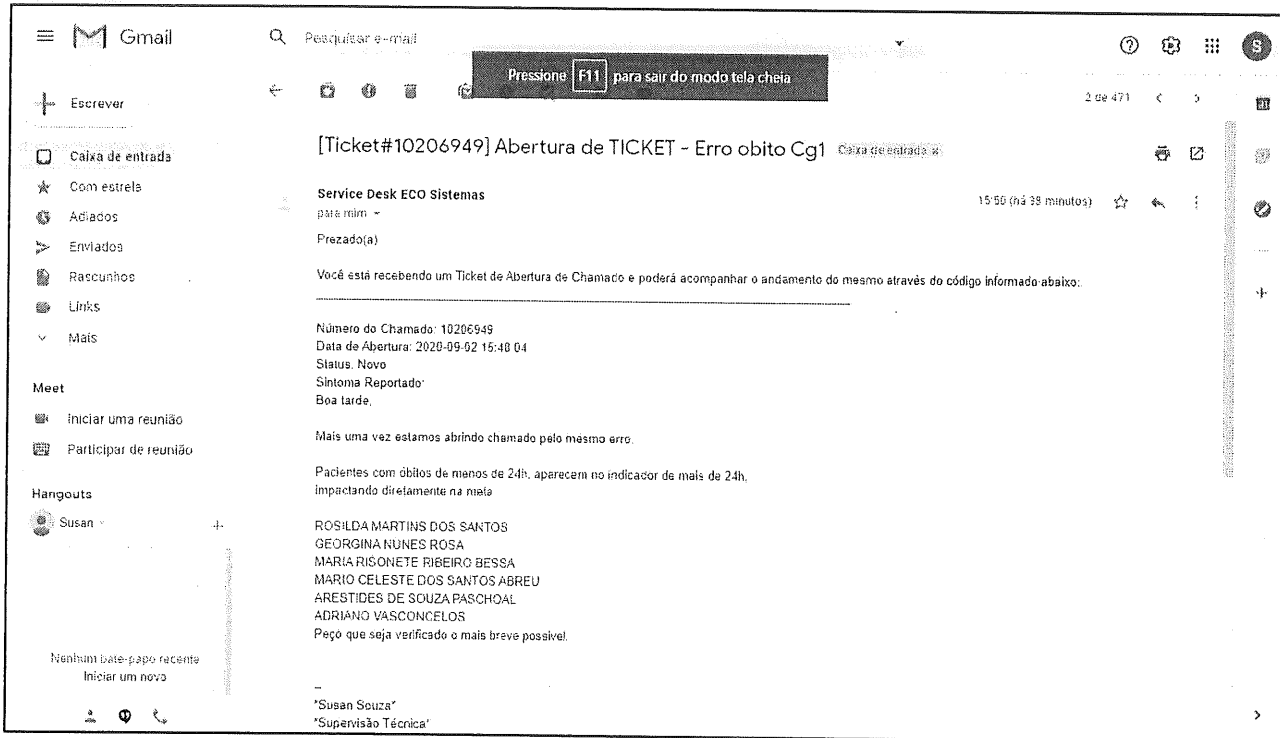 Gmail
Pesquisar e-mail
Pressione F11 para sair do modo tela cheia
S
Escrever
2 de 471
Caixa de entrada
Com estrela
Adiados
Enviados
Rascunhos
Links
Mais
Meet
Iniciar uma reunião
Participar de reunião
Hangouts
Susan
Nenhum bate-papo recente
Iniciar um novo
[Ticket#10206949] Abertura de TICKET - Erro obito Cg1 Caixa de entrada x
Service Desk ECO Sistemas
15:50 (há 38 minutos)
para mim
Prezado(a)
Você está recebendo um Ticket de Abertura de Chamado e poderá acompanhar o andamento do mesmo através do código informado abaixo:
Número do Chamado: 10206949
Data de Abertura: 2020-09-02 15:48:04
Status: Novo
Sintoma Reportado:
Boa tarde,
Mais uma vez estamos abrindo chamado pelo mesmo erro.
Pacientes com óbitos de menos de 24h, aparecem no indicador de mais de 24h,
impactando diretamente na meta
ROSILDA MARTINS DOS SANTOS
GEORGINA NUNES ROSA
MARIA RISONETE RIBEIRO BESSA
MARIO CELESTE DOS SANTOS ABREU
ARESTIDES DE SOUZA PASCHOAL
ADRIANO VASCONCELOS
Peço que seja verificado o mais breve possivel.
--
*Susan Souza*
*Supervisão Técnica*